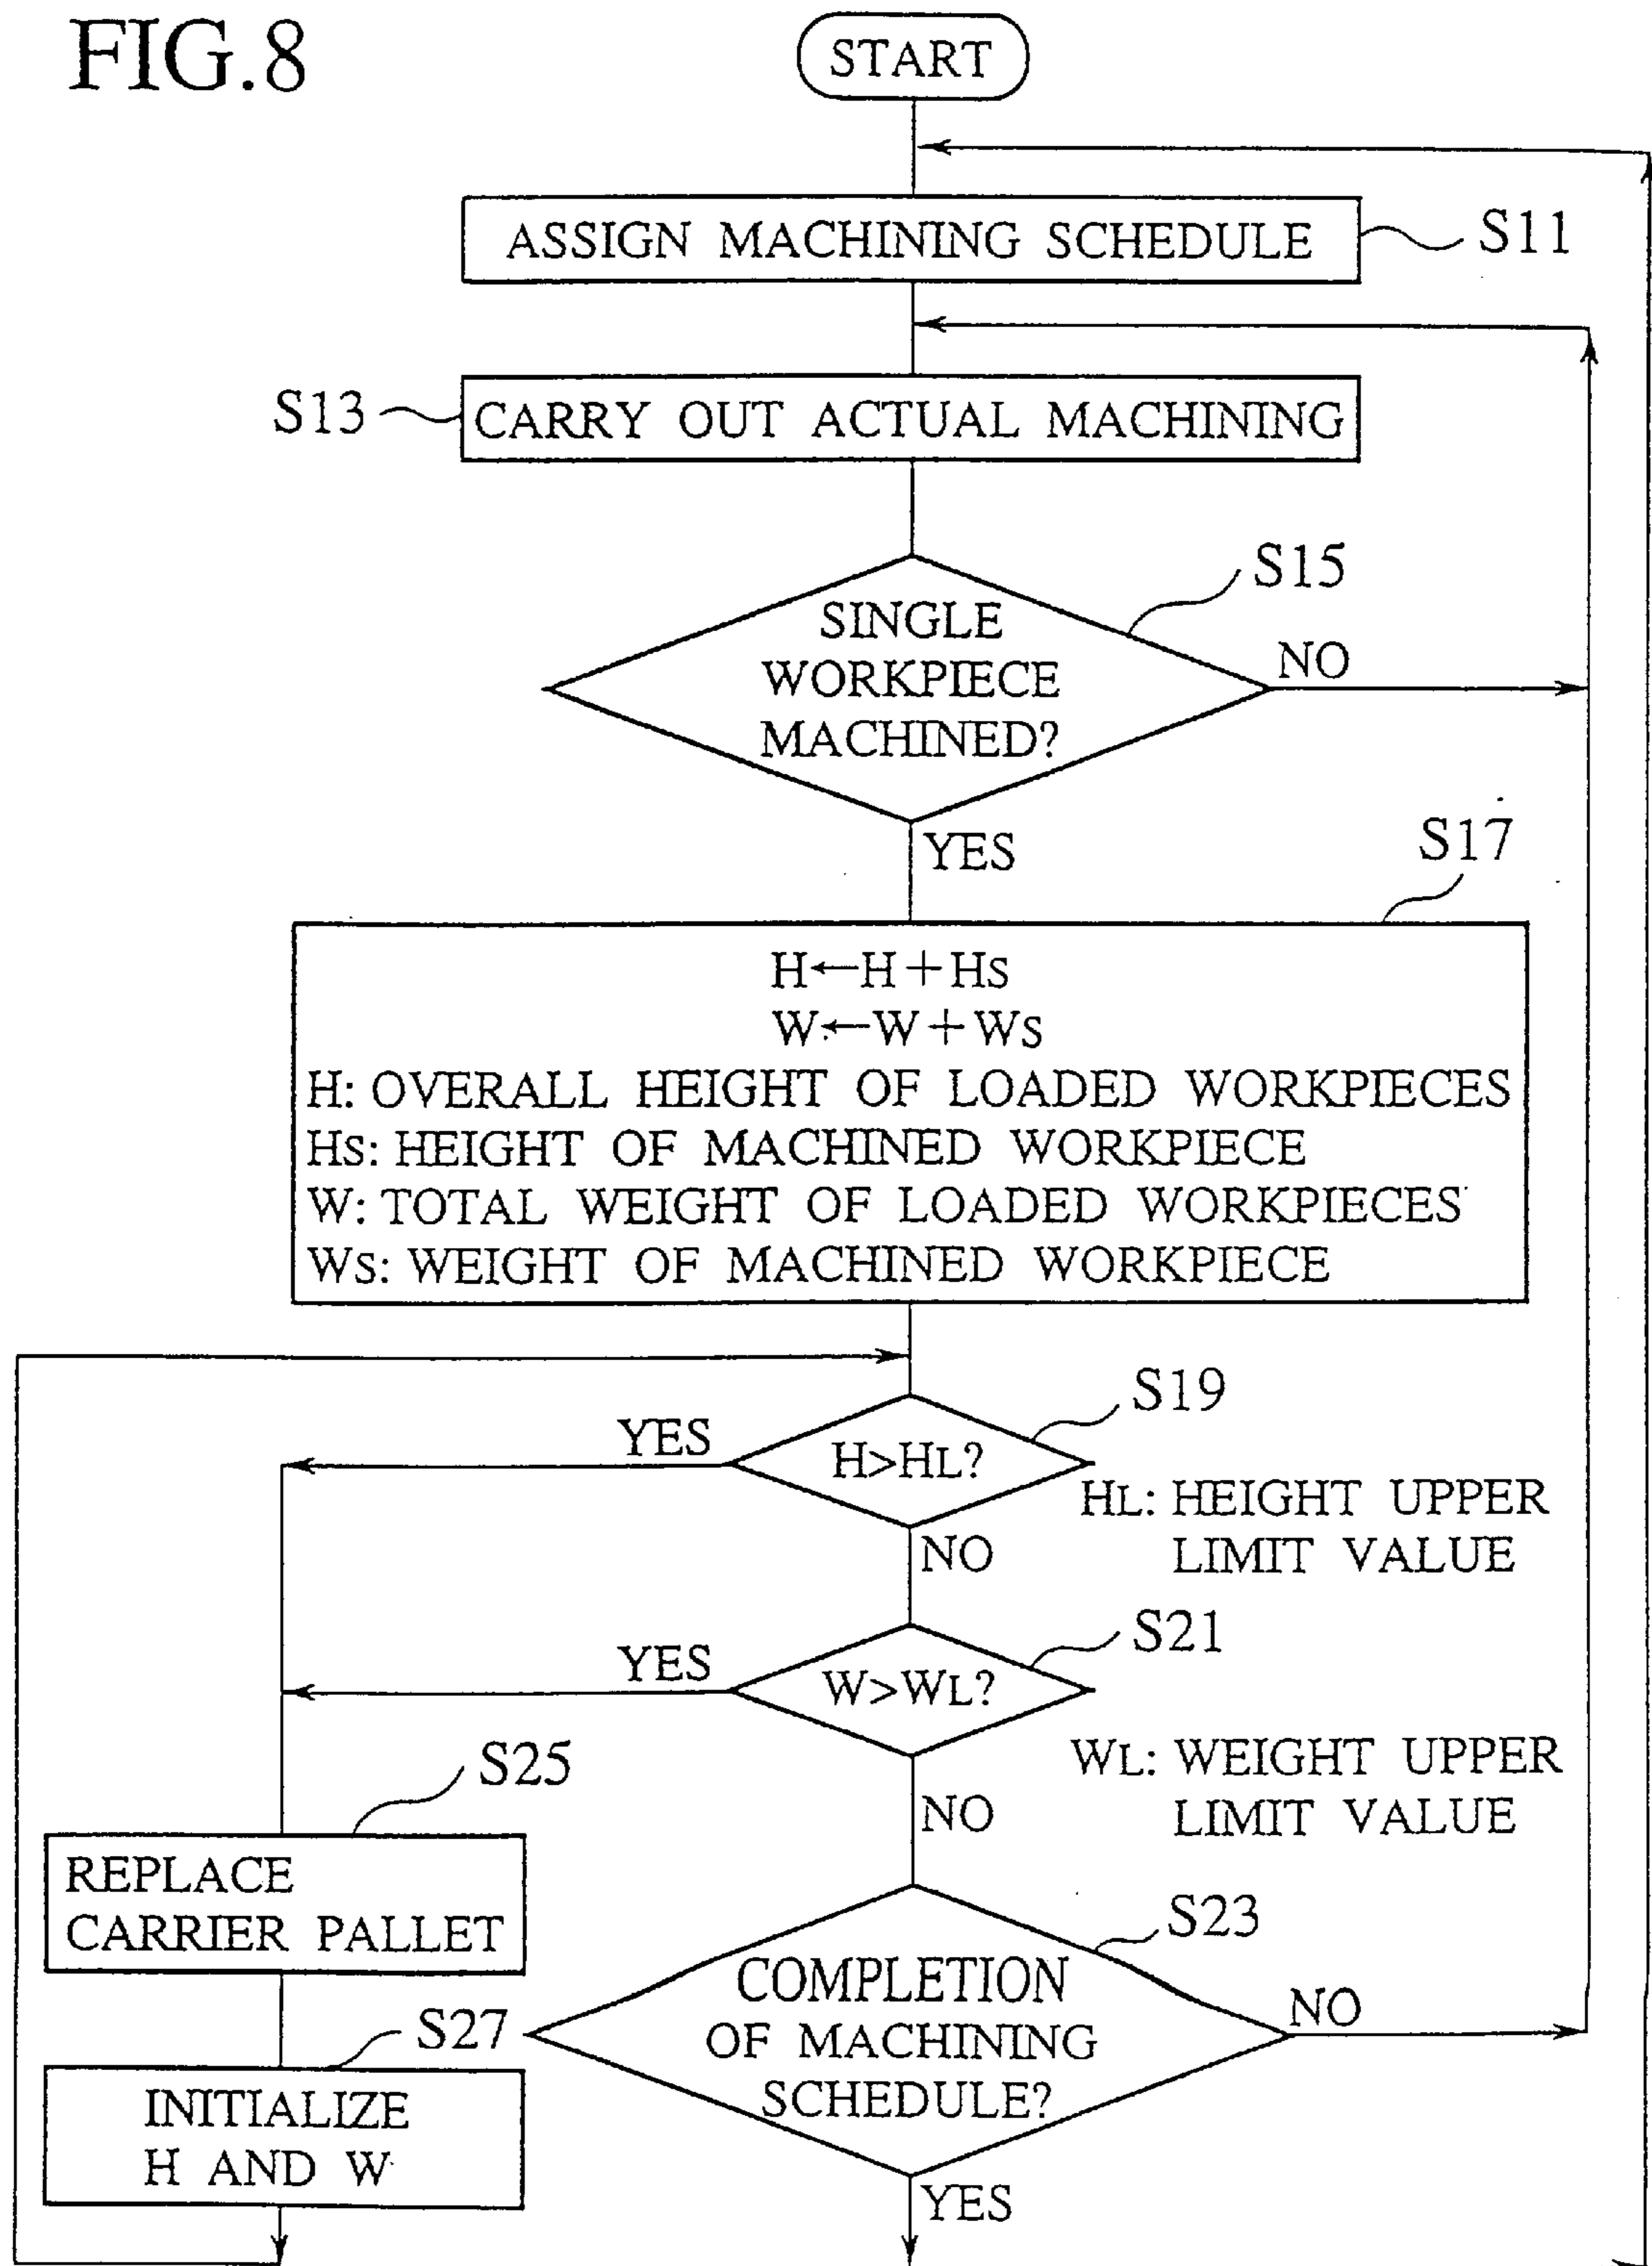 FIG.8
START
ASSIGN MACHINING SCHEDULE
S11
S13
CARRY OUT ACTUAL MACHINING
S15
SINGLE
WORKPIECE
MACHINED?
NO
YES
S17
H←H+HS
W←W+WS
H: OVERALL HEIGHT OF LOADED WORKPIECES
HS: HEIGHT OF MACHINED WORKPIECE
W: TOTAL WEIGHT OF LOADED WORKPIECES
WS: WEIGHT OF MACHINED WORKPIECE
S19
YES
H>HL?
HL: HEIGHT UPPER
LIMIT VALUE
NO
S21
YES
W>WL?
WL: WEIGHT UPPER
LIMIT VALUE
NO
S25
REPLACE
CARRIER PALLET
S23
COMPLETION
OF MACHINING
SCHEDULE?
NO
S27
INITIALIZE
H AND W
YES